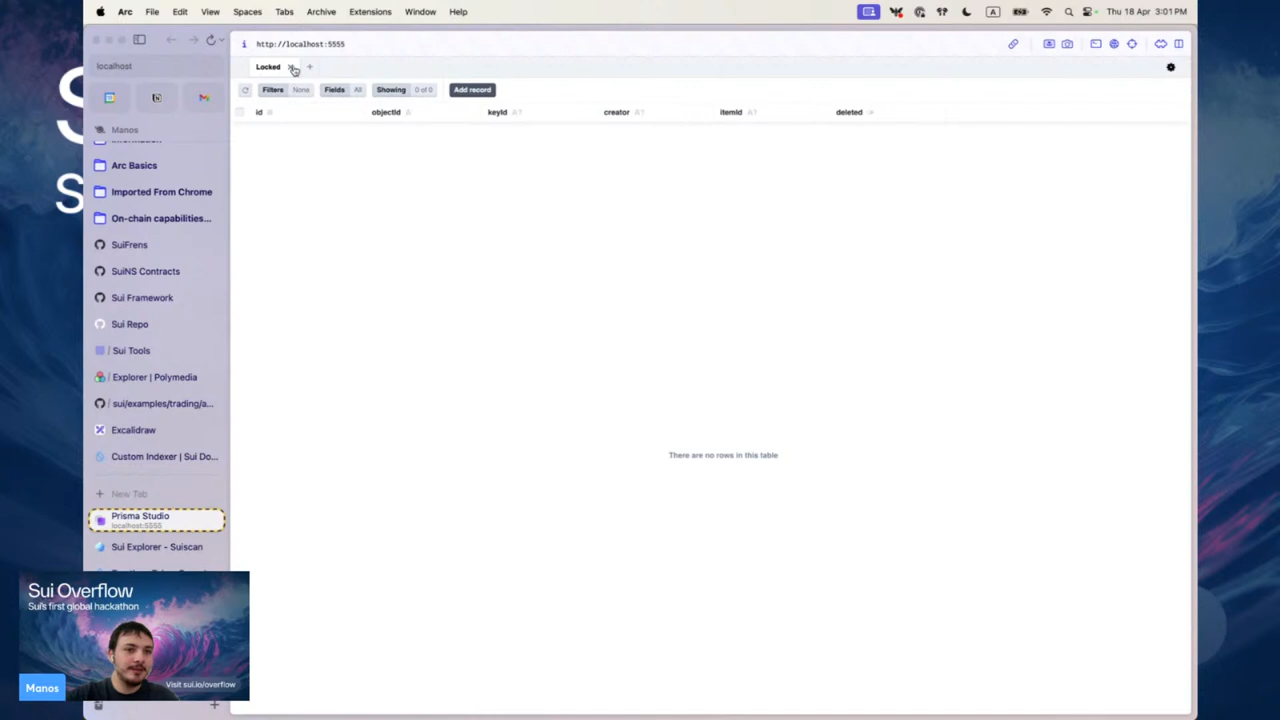 Arc File Edit View Spaces Tabs Archive Extensions Window Help
A
Thu 18 Apr 3:01 PM
http://localhost:5555
localhost
Locked
Filters None Fields All Showing 0 of 0 Add record
id objectId A keyId A? creator A? itemId A? deleted
Manos
Arc Basics
Imported From Chrome
On-chain capabilities...
SuiFrens
SuiNS Contracts
Sui Framework
Sui Repo
/ Sui Tools
/ Explorer | Polymedia
/ sui/examples/trading/a...
Excalidraw
Custom Indexer | Sui Do...
There are no rows in this table
+ New Tab
Prisma Studio
localhost:5555
Sui Explorer - Suiscan
Sui Overflow
Sui's first global hackathon
Manos
Visit sui.io/overflow